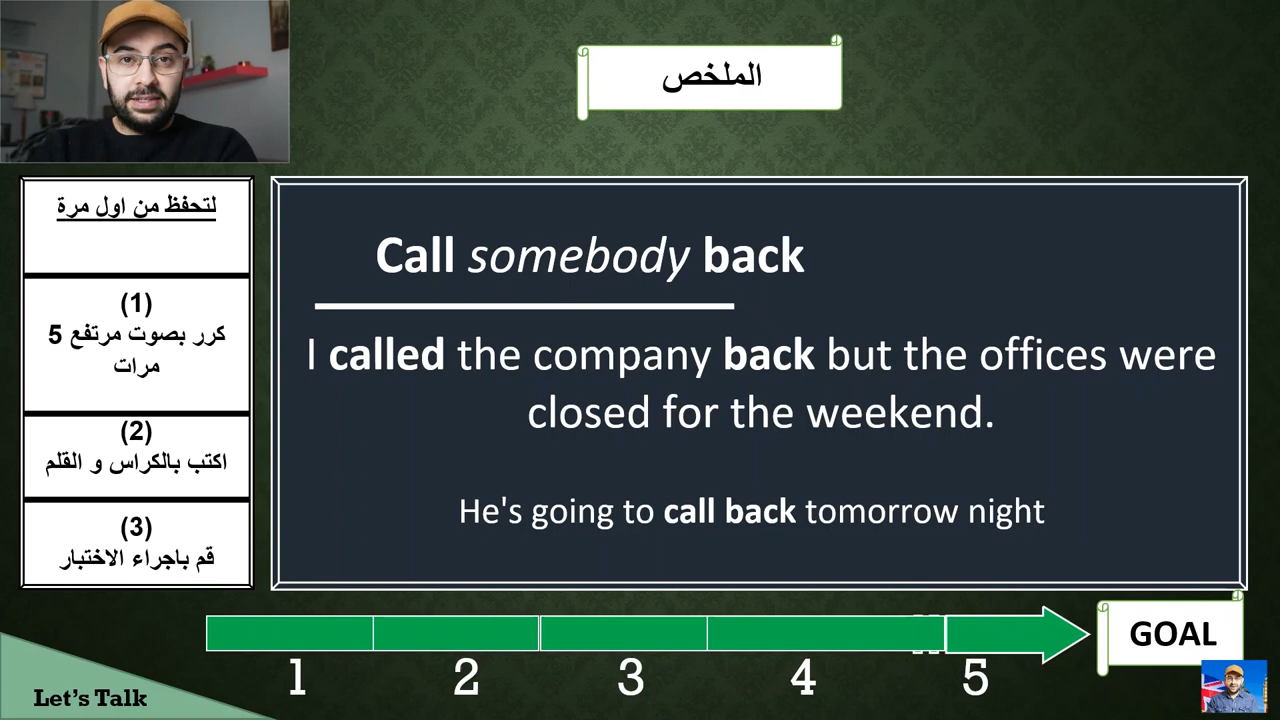 الملخص
لتحفظ من اول مرة
(1)
كرر بصوت مرتفع 5
مرات
(2)
اكتب بالكراس و القلم
(3)
قم باجراء الاختبار
Call somebody back
I called the company back but the offices were
closed for the weekend.
He's going to call back tomorrow night
1 2 3 4 5
GOAL
Let's Talk